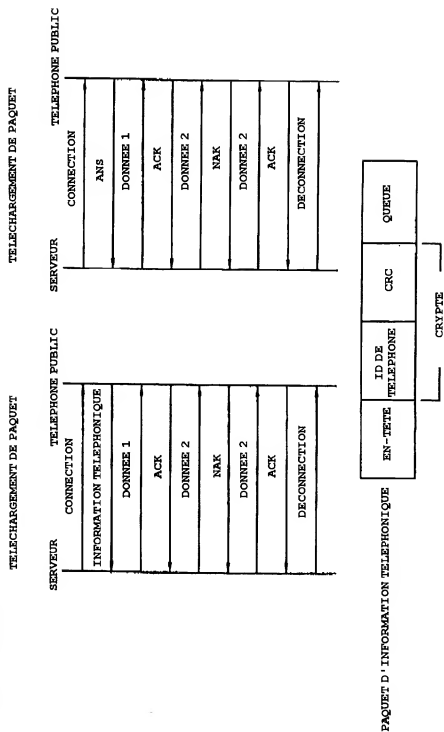 TELECHARGEMENT DE PAQUET
SERVEUR
TELEPHONE PUBLIC
CONNECTION
INFORMATION TELEPHONIQUE
DONNEE 1
ACK
DONNEE 2
NAK
DONNEE 2
ACK
DECONNECTION
TELECHARGEMENT DE PAQUET
SERVEUR
TELEPHONE PUBLIC
CONNECTION
ANS
DONNEE 1
ACK
DONNEE 2
NAK
DONNEE 2
ACK
DECONNECTION
PAQUET D'INFORMATION TELEPHONIQUE
EN-TETE
ID DE
TELEPHONE
CRC
QUEUE
CRYPTE